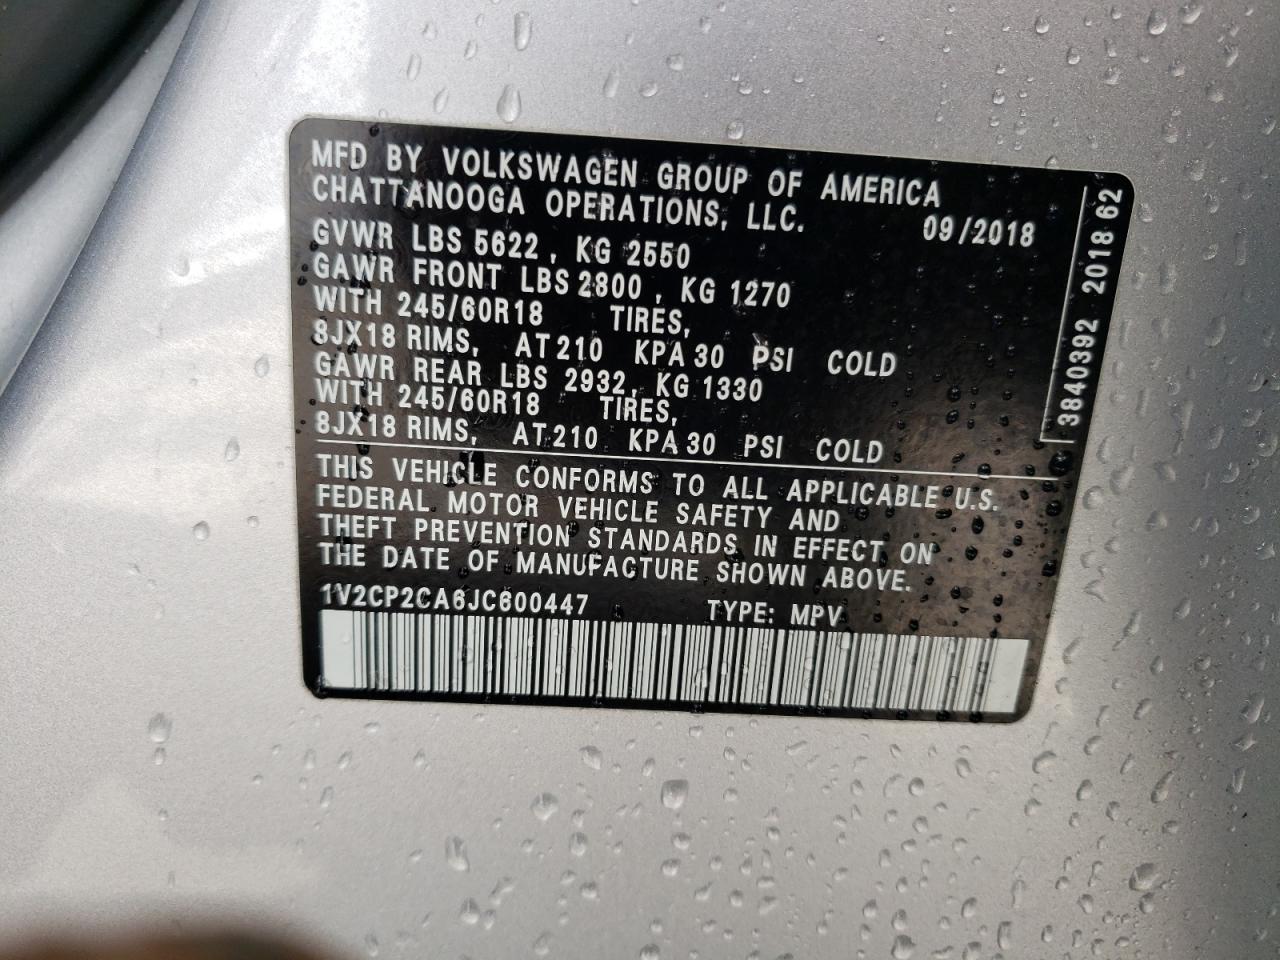 MFD BY VOLKSWAGEN GROUP OF AMERICA
CHATTANOOGA OPERATIONS, LLC.
09/2018
GVWR LBS 5622, KG 2550
GAWR FRONT LBS 2800, KG 1270
WITH 245/60R18 TIRES,
8JX18 RIMS, AT 210 KPA 30 PSI COLD
GAWR REAR LBS 2932, KG 1330
WITH 245/60R18 TIRES,
8JX18 RIMS, AT 210 KPA 30 PSI COLD
3840392 2018 62
THIS VEHICLE CONFORMS TO ALL APPLICABLE U.S.
FEDERAL MOTOR VEHICLE SAFETY AND
THEFT PREVENTION STANDARDS IN EFFECT ON
THE DATE OF MANUFACTURE SHOWN ABOVE.
1V2CP2CA6JC600447 TYPE: MPV